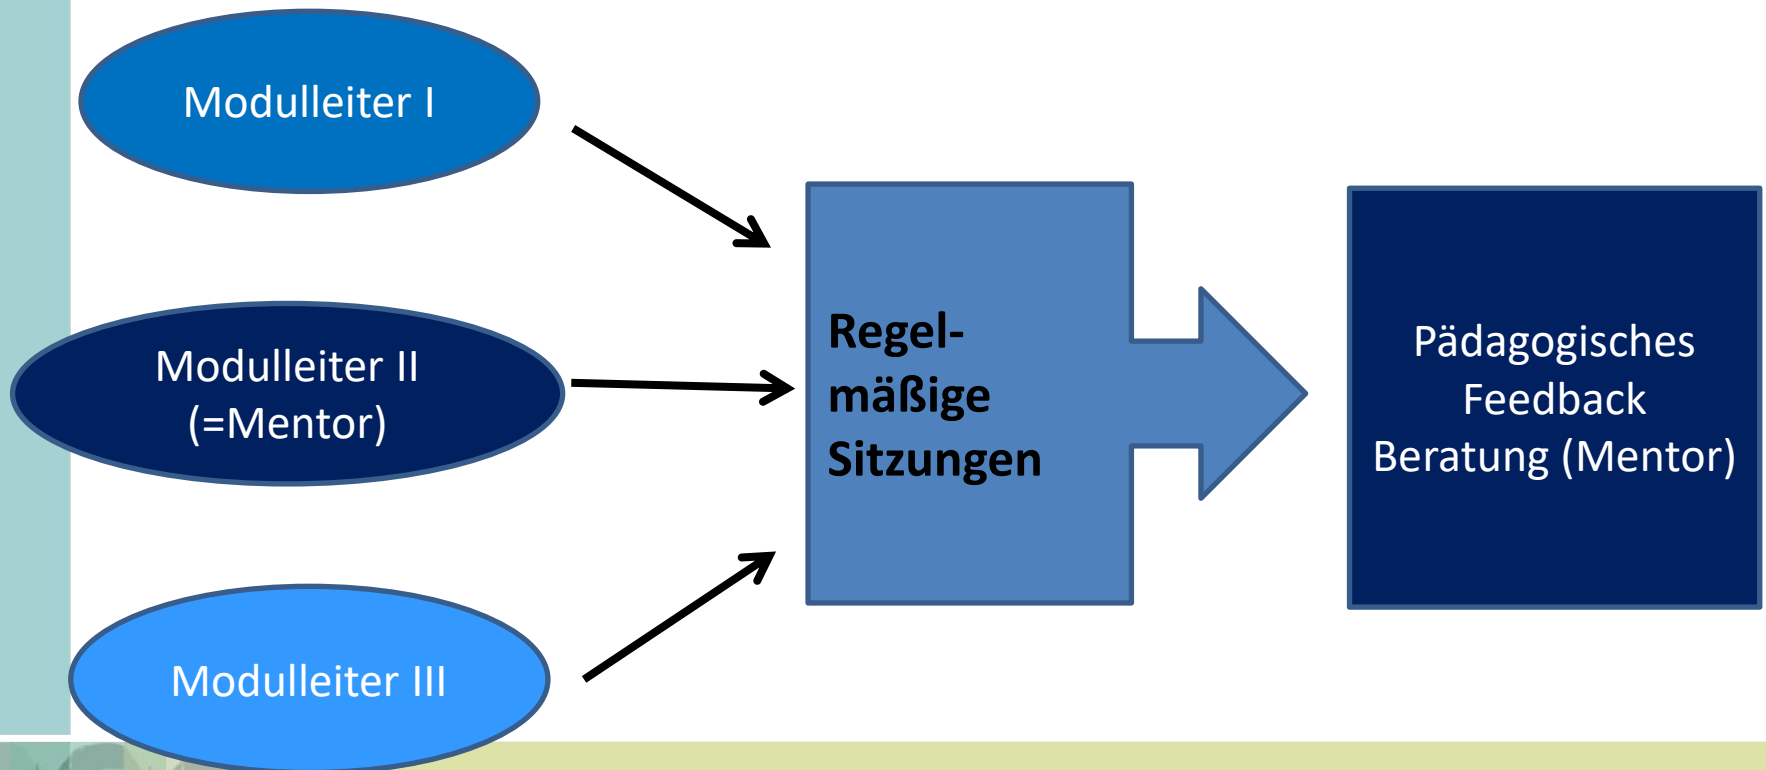 Modulleiter I
Modulleiter II
(=Mentor)
Modulleiter III
Regel-
mäßige
Sitzungen
Pädagogisches
Feedback
Beratung (Mentor)